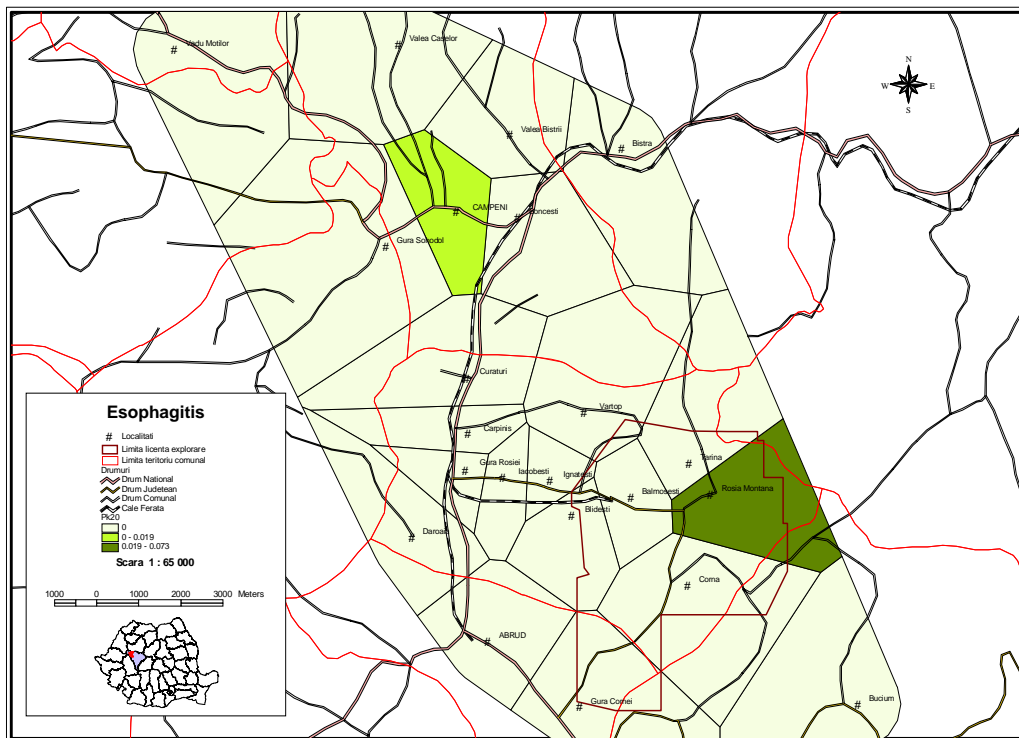 Vadu Motilor
Valea Caselor
N
W E
S
Valea Bistrii
Bistra
CAMPENI
Boncesti
Gura Sohodol
Curaturi
Vartop
Carpinis
Gura Rosiei
Iacobesti
Ignatesti
Tarina
Balmosesti
Rosia Montana
Blidesti
Daroaia
Corna
ABRUD
Gura Cornei
Bucium
Esophagitis
# Localitati
Limita licenta explorare
Limita teritoriu comunal
Drumuri
Drum National
Drum Judetean
Drum Comunal
Cale Ferata
Pk20
0
0 - 0.019
0.019 - 0.073
Scara 1 : 65 000
1000 0 1000 2000 3000 Meters